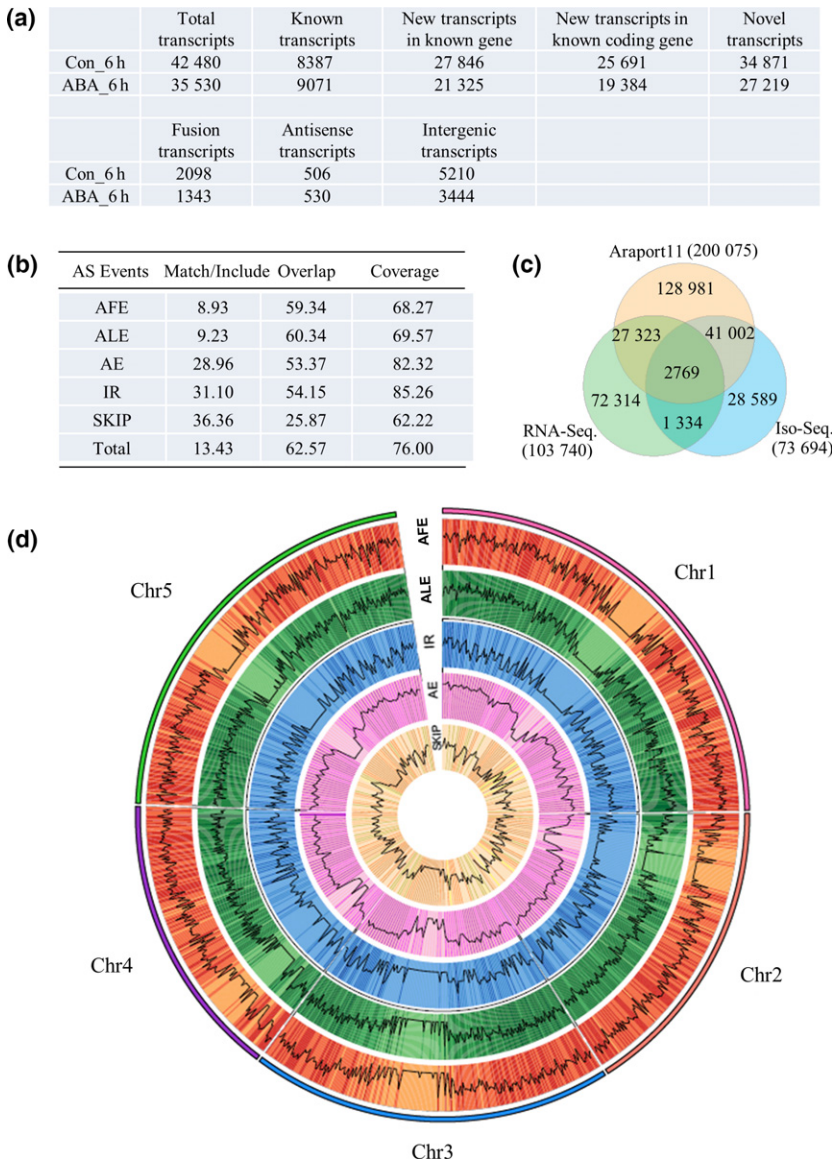 (a)
Total transcripts Known transcripts New transcripts in known gene New transcripts in known coding gene Novel transcripts
Con_6 h 42 480 8387 27 846 25 691 34 871
ABA_6 h 35 530 9071 21 325 19 384 27 219
Fusion transcripts Antisense transcripts Intergenic transcripts
Con_6 h 2098 506 5210
ABA_6 h 1343 530 3444
(b)
AS Events Match/Include Overlap Coverage
AFE 8.93 59.34 68.27
ALE 9.23 60.34 69.57
AE 28.96 53.37 82.32
IR 31.10 54.15 85.26
SKIP 36.36 25.87 62.22
Total 13.43 62.57 76.00
(c)
Araport11 (200 075)
128 981
27 323
41 002
2769
72 314
28 589
1 334
RNA-Seq.
(103 740)
Iso-Seq.
(73 694)
(d)
AFE
ALE
IR
AE
SKIP
Chr1
Chr2
Chr3
Chr4
Chr5